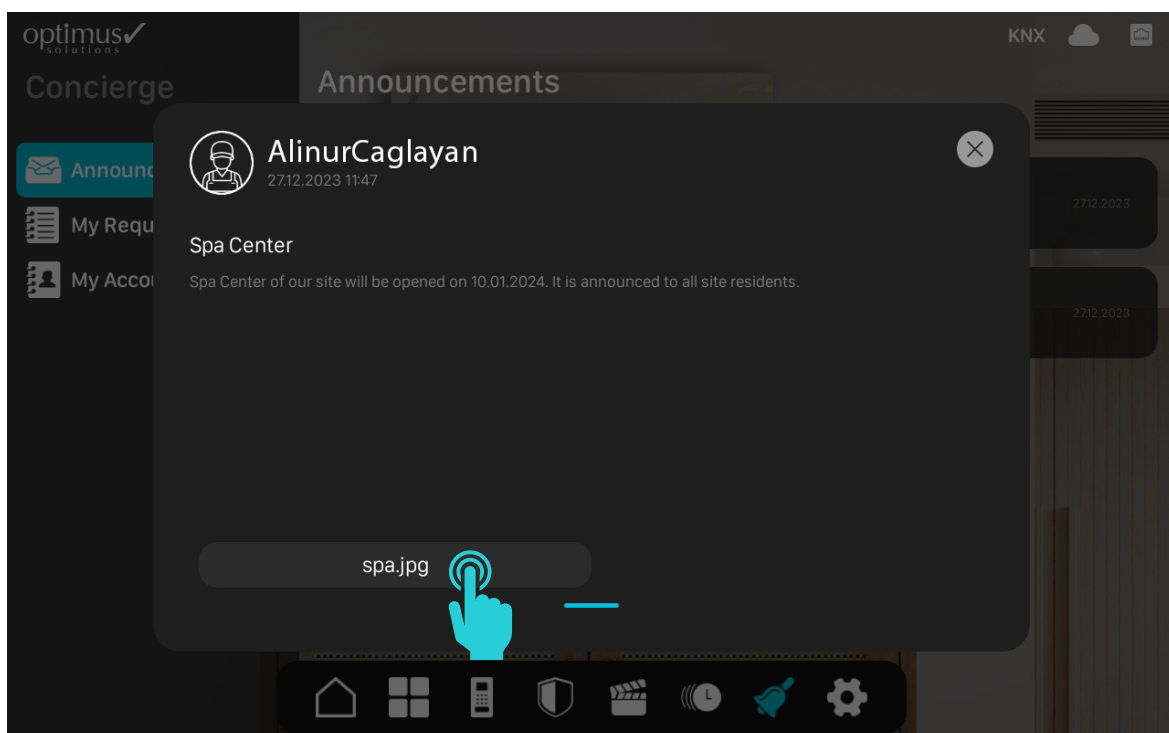 optimus
solutions
KNX
Concierge
Announcements
AlinurCaglayan
27.12.2023 11:47
Announc
27.12.2023
My Requ
Spa Center
My Accou
Spa Center of our site will be opened on 10.01.2024. It is announced to all site residents.
27.12.2023
spa.jpg